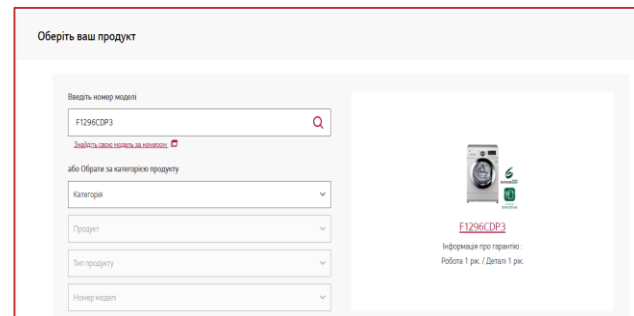 Оберіть ваш продукт
Введіть номер моделі
F1296CDP3
Знайдіть свою модель за номером
або Обрати за категорією продукту
Категорія
Продукт
Тип продукту
Номер моделі
6
F1296CDP3
Інформація про гарантію :
Робота 1 рік. / Деталі 1 рік.